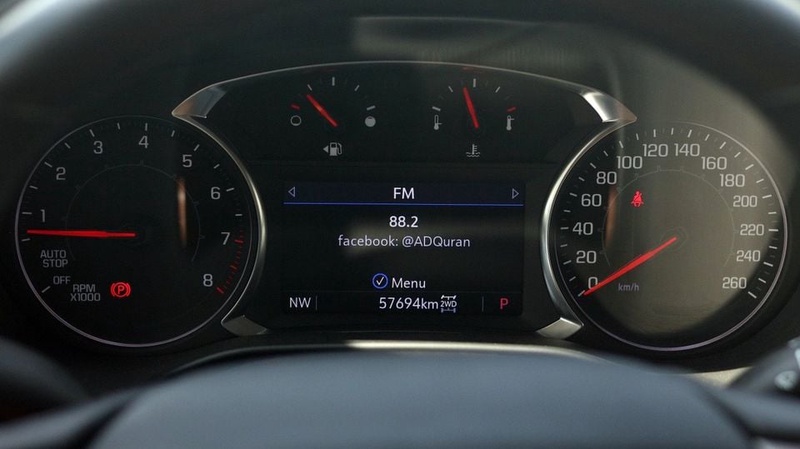 FM
88.2
facebook: @ADQuran
Menu
NW
57694km
2WD
P
1
2
3
4
5
6
7
8
AUTO
STOP
OFF
RPM
X1000
P
0
20
40
60
80
100
120
140
160
180
200
220
240
260
km/h